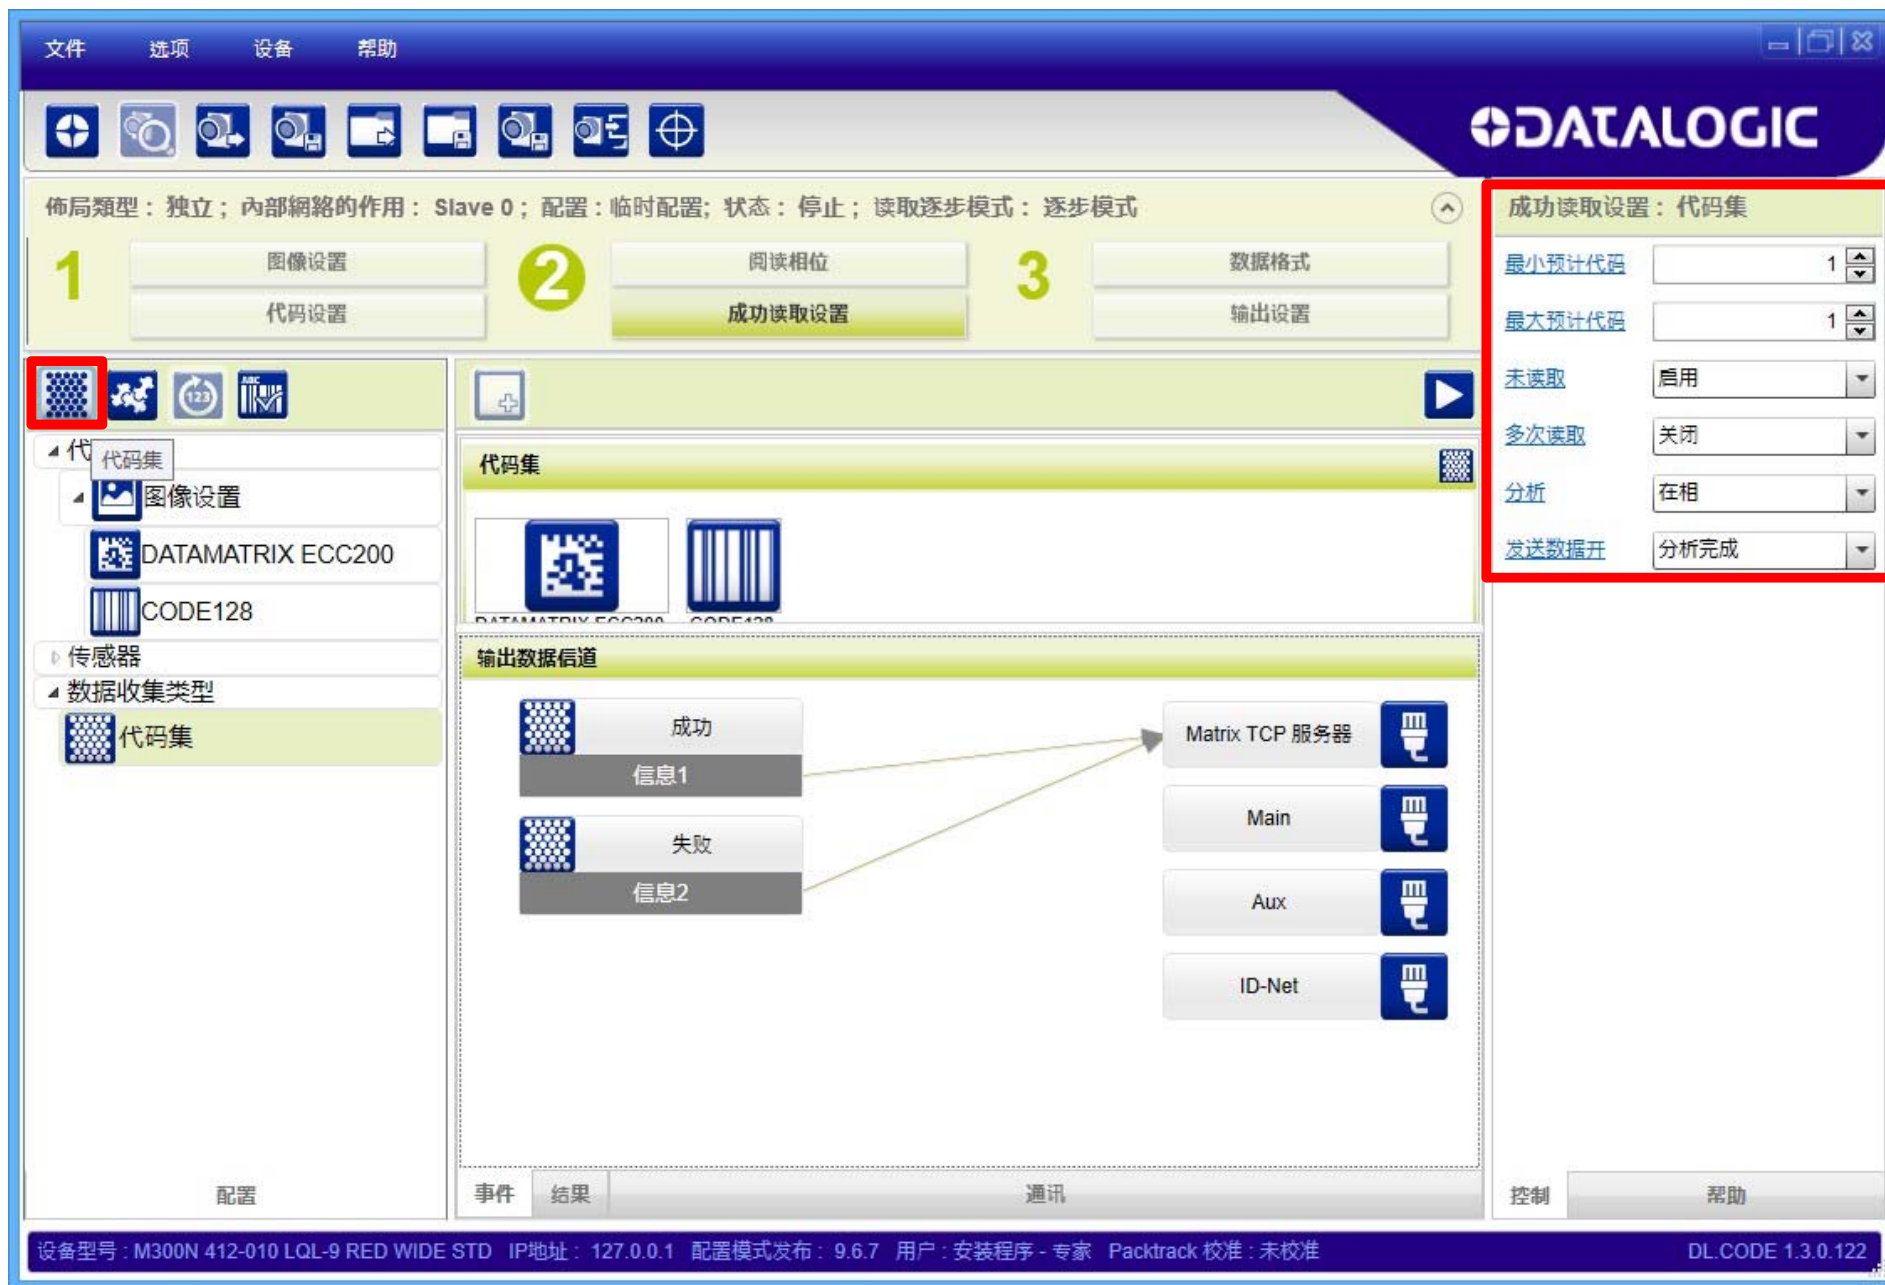 文件 选项 设备 帮助
DATALOGIC
佈局類型：独立；內部網絡的作用：Slave 0；配置：临时配置; 状态：停止；读取逐步模式：逐步模式
1 图像设置 2 阅读相位 3 数据格式
代码设置 成功读取设置 输出设置
成功读取设置：代码集
最小预计代码 1
最大预计代码 1
未读取 启用
多次读取 关闭
分析 在相
发送数据开 分析完成
123 ABC
代
代码集
图像设置
DATAMATRIX ECC200
CODE128
传感器
数据收集类型
代码集
代码集
DATAMATRIX ECC200 CODE128
输出数据信道
成功
信息1
失败
信息2
Matrix TCP 服务器
Main
Aux
ID-Net
配置
事件 结果 通讯
控制 帮助
设备型号 : M300N 412-010 LQL-9 RED WIDE STD IP地址： 127.0.0.1 配置模式发布： 9.6.7 用户 : 安装程序 - 专家 Packtrack 校准 : 未校准 DL.CODE 1.3.0.122